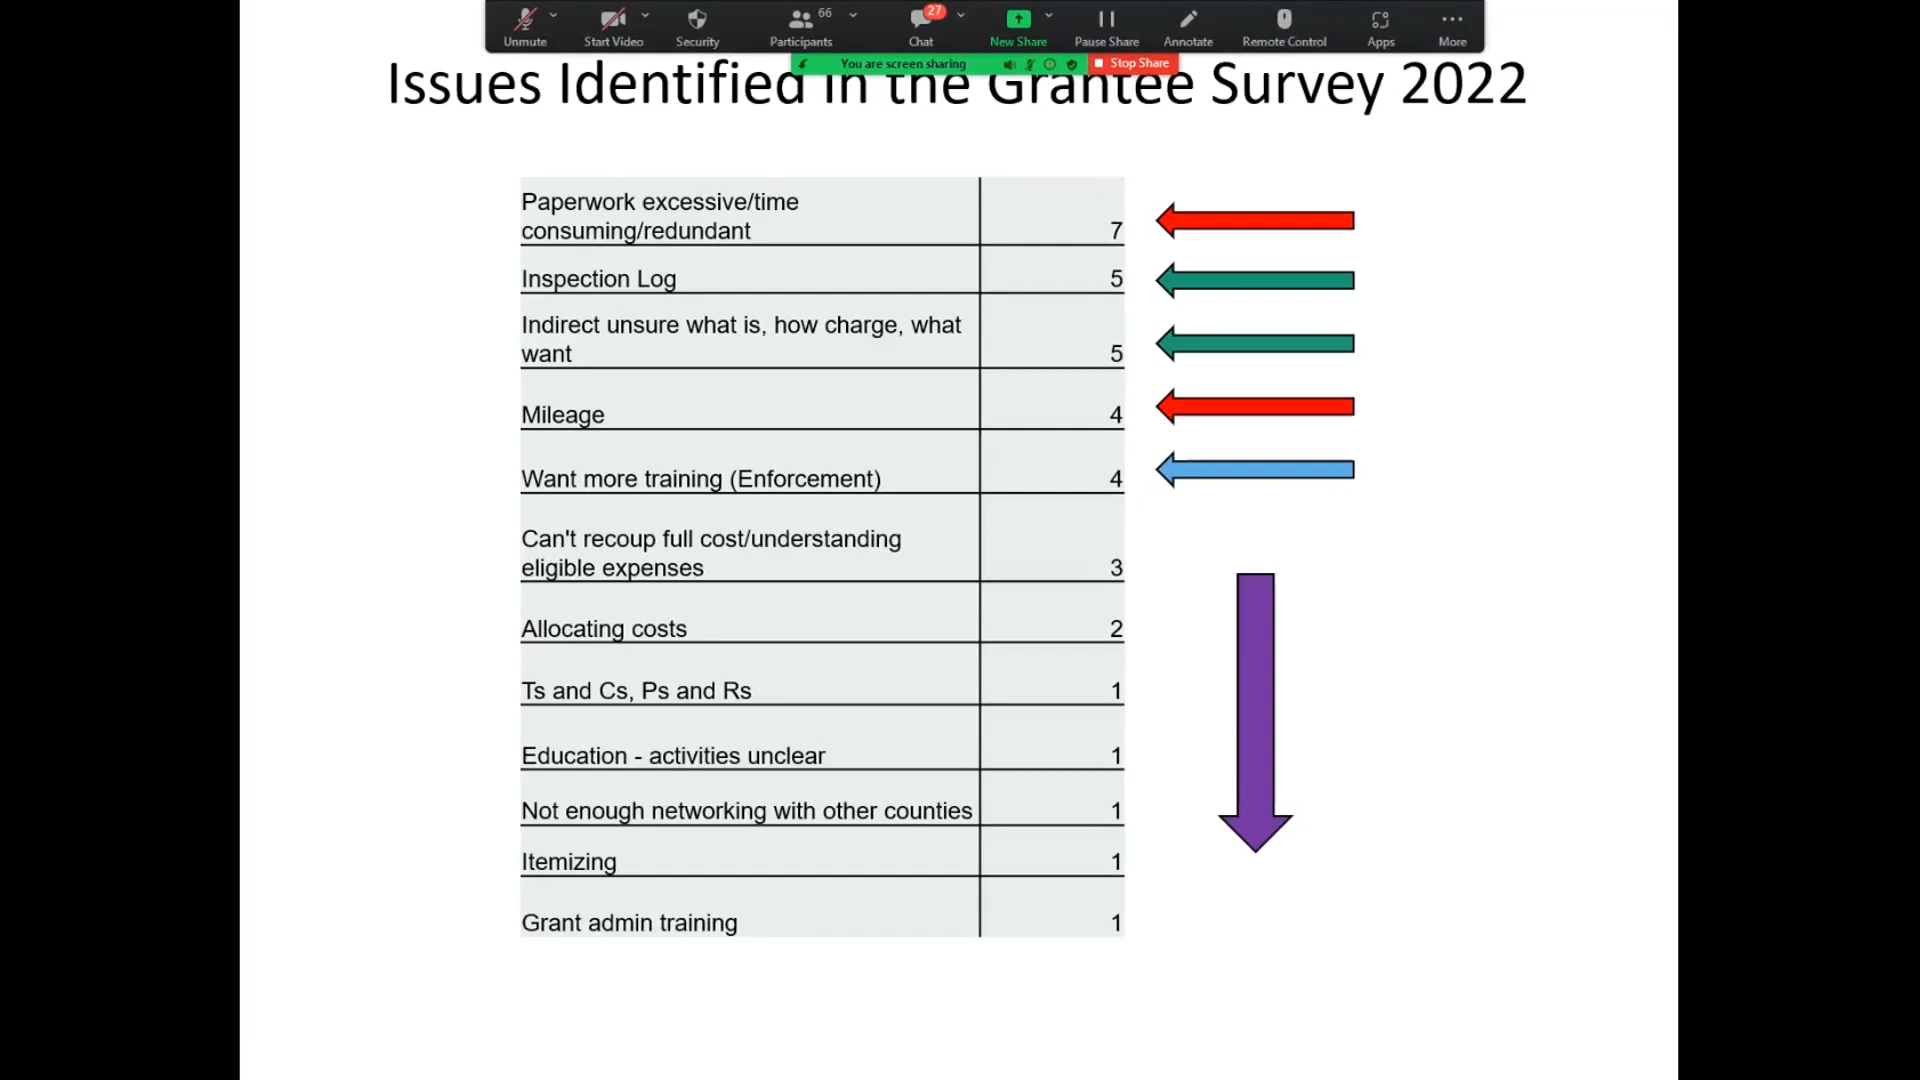 66
27
Unmute
Start Video
Security
Participants
Chat
New Share
Pause Share
Annotate
Remote Control
Apps
More
You are screen sharing
Stop Share
Issues Identified in the Grantee Survey 2022
Paperwork excessive/time
consuming/redundant 7
Inspection Log 5
Indirect unsure what is, how charge, what
want 5
Mileage 4
Want more training (Enforcement) 4
Can't recoup full cost/understanding
eligible expenses 3
Allocating costs 2
Ts and Cs, Ps and Rs 1
Education - activities unclear 1
Not enough networking with other counties 1
Itemizing 1
Grant admin training 1